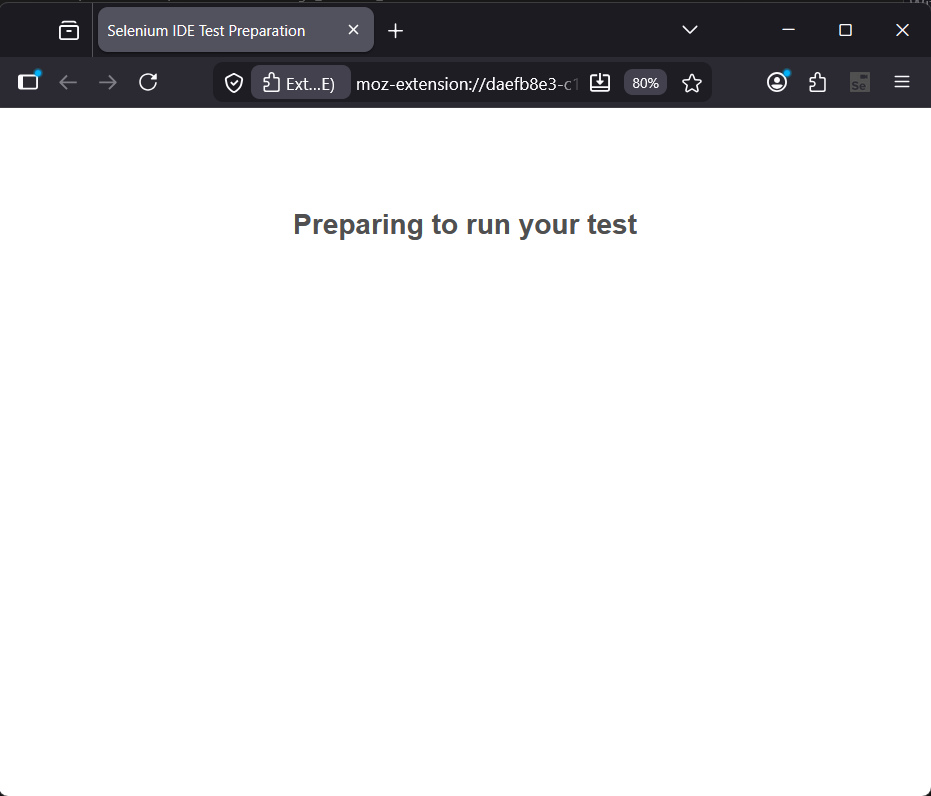 Selenium IDE Test Preparation
Ext...E) moz-extension://daefb8e3-c1 80% Se
Preparing to run your test